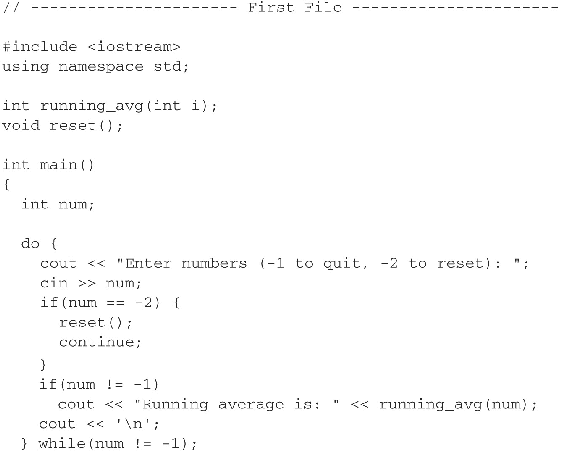 // ---------------------- First File ----------------------
#include <iostream>
using namespace std;
int running_avg(int i);
void reset();
int main()
{
int num;
do {
cout << "Enter numbers (-1 to quit, -2 to reset): ";
cin >> num;
if(num == -2) {
reset();
continue;
}
if(num != -1)
cout << "Running average is: " << running_avg(num);
cout << '\n';
} while(num != -1);